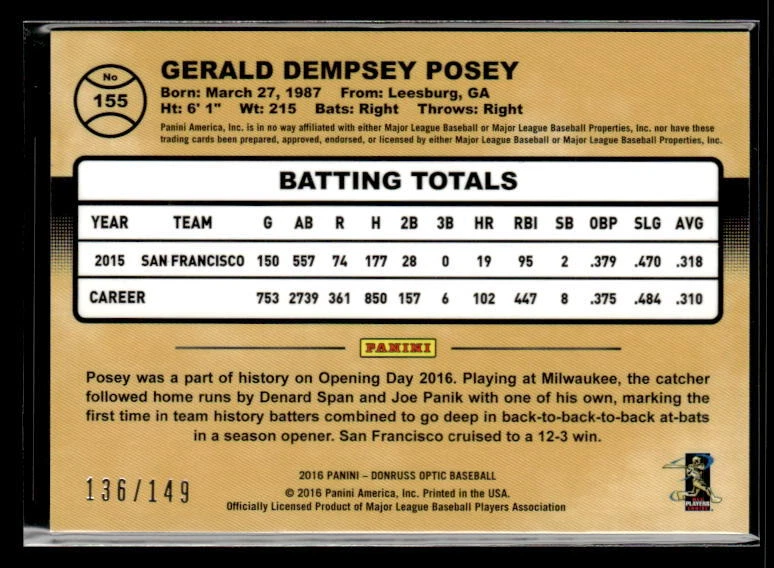 No
155
GERALD DEMPSEY POSEY
Born: March 27, 1987 From: Leesburg, GA
Ht: 6' 1" Wt: 215 Bats: Right Throws: Right
Panini America, Inc. is in no way affiliated with either Major League Baseball or Major League Baseball Properties, Inc. nor have these
trading cards been prepared, approved, endorsed, or licensed by either Major League Baseball or Major League Baseball Properties, Inc.
BATTING TOTALS
YEAR TEAM G AB R H 2B 3B HR RBI SB OBP SLG AVG
2015 SAN FRANCISCO 150 557 74 177 28 0 19 95 2 .379 .470 .318
CAREER 753 2739 361 850 157 6 102 447 8 .375 .484 .310
PANINI
Posey was a part of history on Opening Day 2016. Playing at Milwaukee, the catcher
followed home runs by Denard Span and Joe Panik with one of his own, marking the
first time in team history batters combined to go deep in back-to-back-to-back at-bats
in a season opener. San Francisco cruised to a 12-3 win.
136/149
2016 PANINI – DONRUSS OPTIC BASEBALL
© 2016 Panini America, Inc. Printed in the USA.
Officially Licensed Product of Major League Baseball Players Association
PLAYERS